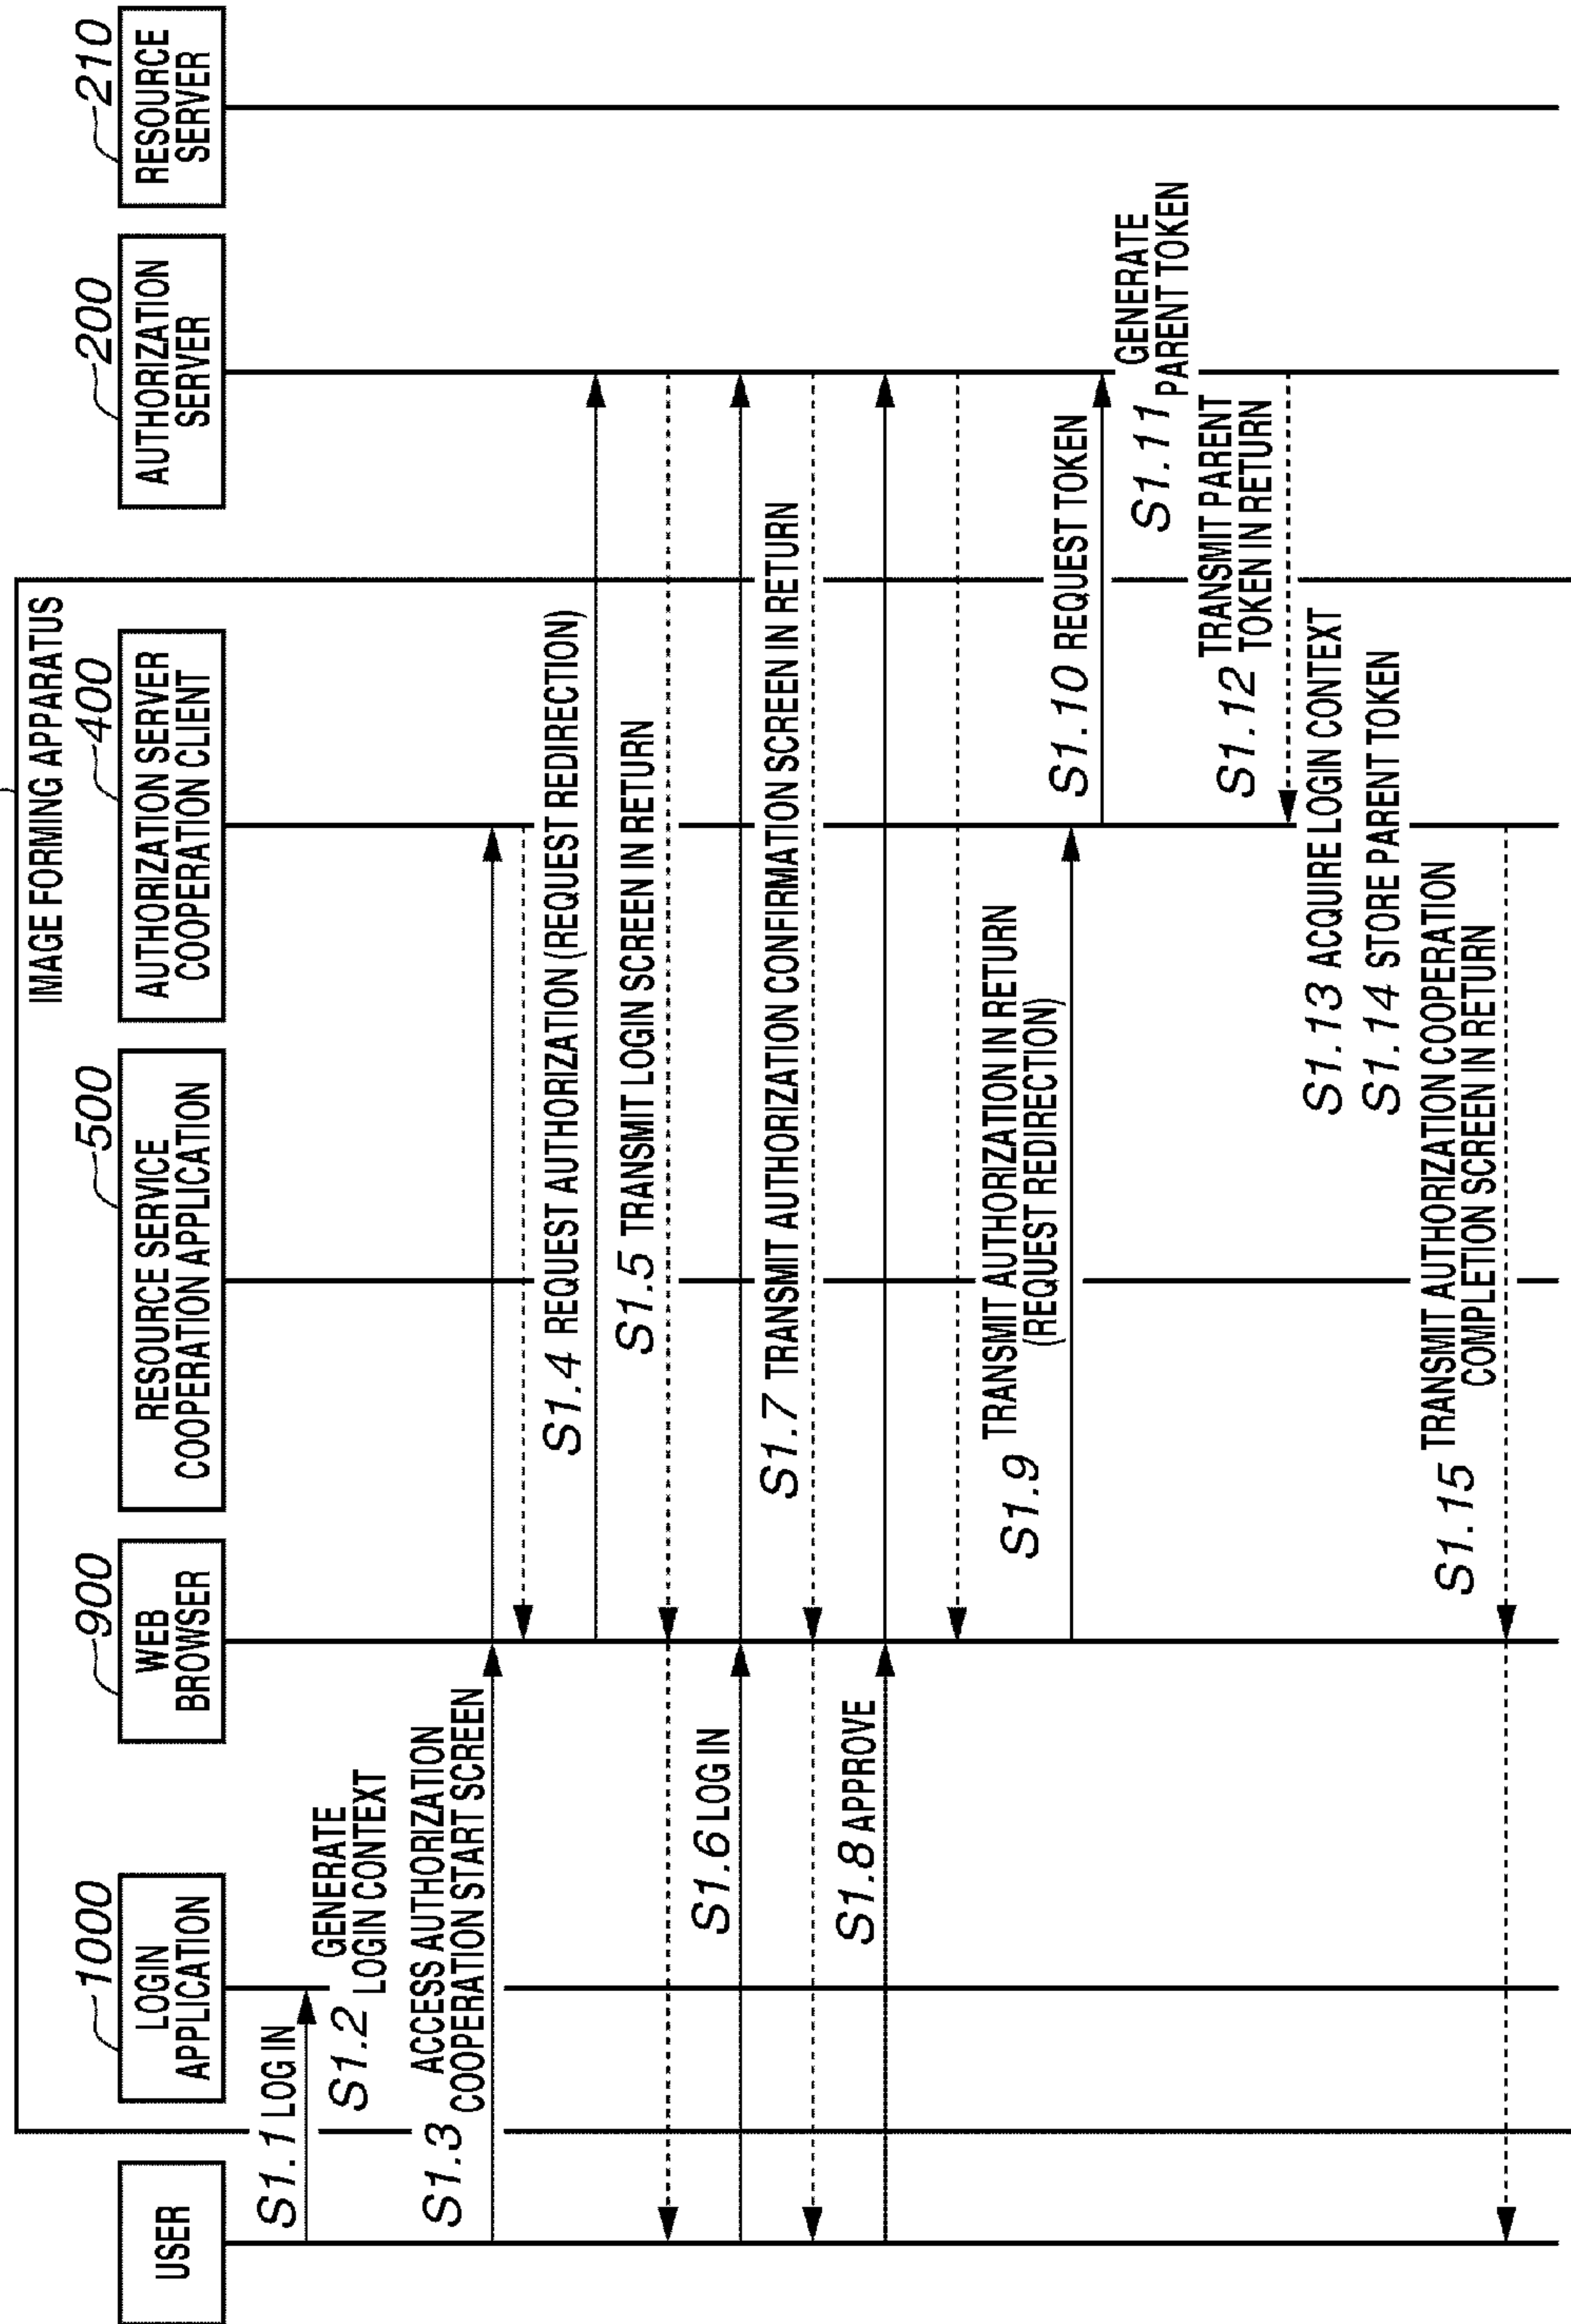 IMAGE FORMING APPARATUS
USER
1000
LOGIN
APPLICATION
900
WEB
BROWSER
500
RESOURCE SERVICE
COOPERATION APPLICATION
400
AUTHORIZATION SERVER
COOPERATION CLIENT
200
AUTHORIZATION
SERVER
210
RESOURCE
SERVER
S1.1 LOG IN
S1.2 GENERATE
LOGIN CONTEXT
S1.3 ACCESS AUTHORIZATION
COOPERATION START SCREEN
S1.4 REQUEST AUTHORIZATION (REQUEST REDIRECTION)
S1.5 TRANSMIT LOGIN SCREEN IN RETURN
S1.6 LOG IN
S1.7 TRANSMIT AUTHORIZATION CONFIRMATION SCREEN IN RETURN
S1.8 APPROVE
S1.9 TRANSMIT AUTHORIZATION IN RETURN
(REQUEST REDIRECTION)
S1.10 REQUEST TOKEN
S1.11 GENERATE
PARENT TOKEN
S1.12 TRANSMIT PARENT
TOKEN IN RETURN
S1.13 ACQUIRE LOGIN CONTEXT
S1.14 STORE PARENT TOKEN
S1.15 TRANSMIT AUTHORIZATION COOPERATION
COMPLETION SCREEN IN RETURN